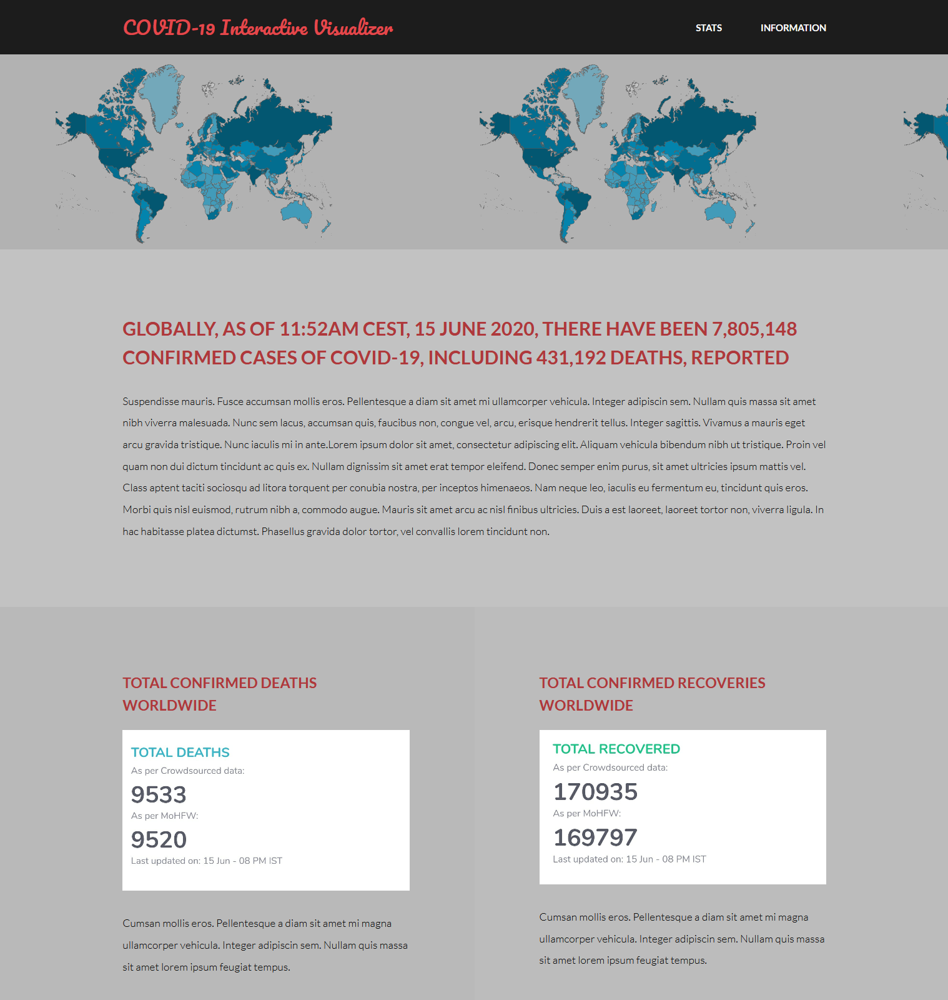 COVID-19 Interactive Visualizer
STATS
INFORMATION
GLOBALLY, AS OF 11:52AM CEST, 15 JUNE 2020, THERE HAVE BEEN 7,805,148
CONFIRMED CASES OF COVID-19, INCLUDING 431,192 DEATHS, REPORTED
Suspendisse mauris. Fusce accumsan mollis eros. Pellentesque a diam sit amet mi ullamcorper vehicula. Integer adipiscin sem. Nullam quis massa sit amet
nibh viverra malesuada. Nunc sem lacus, accumsan quis, faucibus non, congue vel, arcu, erisque hendrerit tellus. Integer sagittis. Vivamus a mauris eget
arcu gravida tristique. Nunc iaculis mi in ante.Lorem ipsum dolor sit amet, consectetur adipiscing elit. Aliquam vehicula bibendum nibh ut tristique. Proin vel
quam non dui dictum tincidunt ac quis ex. Nullam dignissim sit amet erat tempor eleifend. Donec semper enim purus, sit amet ultricies ipsum mattis vel.
Class aptent taciti sociosqu ad litora torquent per conubia nostra, per inceptos himenaeos. Nam neque leo, iaculis eu fermentum eu, tincidunt quis eros.
Morbi quis nisl euismod, rutrum nibh a, commodo augue. Mauris sit amet arcu ac nisl finibus ultricies. Duis a est laoreet, laoreet tortor non, viverra ligula. In
hac habitasse platea dictumst. Phasellus gravida dolor tortor, vel convallis lorem tincidunt non.
TOTAL CONFIRMED DEATHS
WORLDWIDE
TOTAL DEATHS
As per Crowdsourced data:
9533
As per MoHFW:
9520
Last updated on: 15 Jun - 08 PM IST
Cumsan mollis eros. Pellentesque a diam sit amet mi magna
ullamcorper vehicula. Integer adipiscin sem. Nullam quis massa
sit amet lorem ipsum feugiat tempus.
TOTAL CONFIRMED RECOVERIES
WORLDWIDE
TOTAL RECOVERED
As per Crowdsourced data:
170935
As per MoHFW:
169797
Last updated on: 15 Jun - 08 PM IST
Cumsan mollis eros. Pellentesque a diam sit amet mi magna
ullamcorper vehicula. Integer adipiscin sem. Nullam quis massa
sit amet lorem ipsum feugiat tempus.